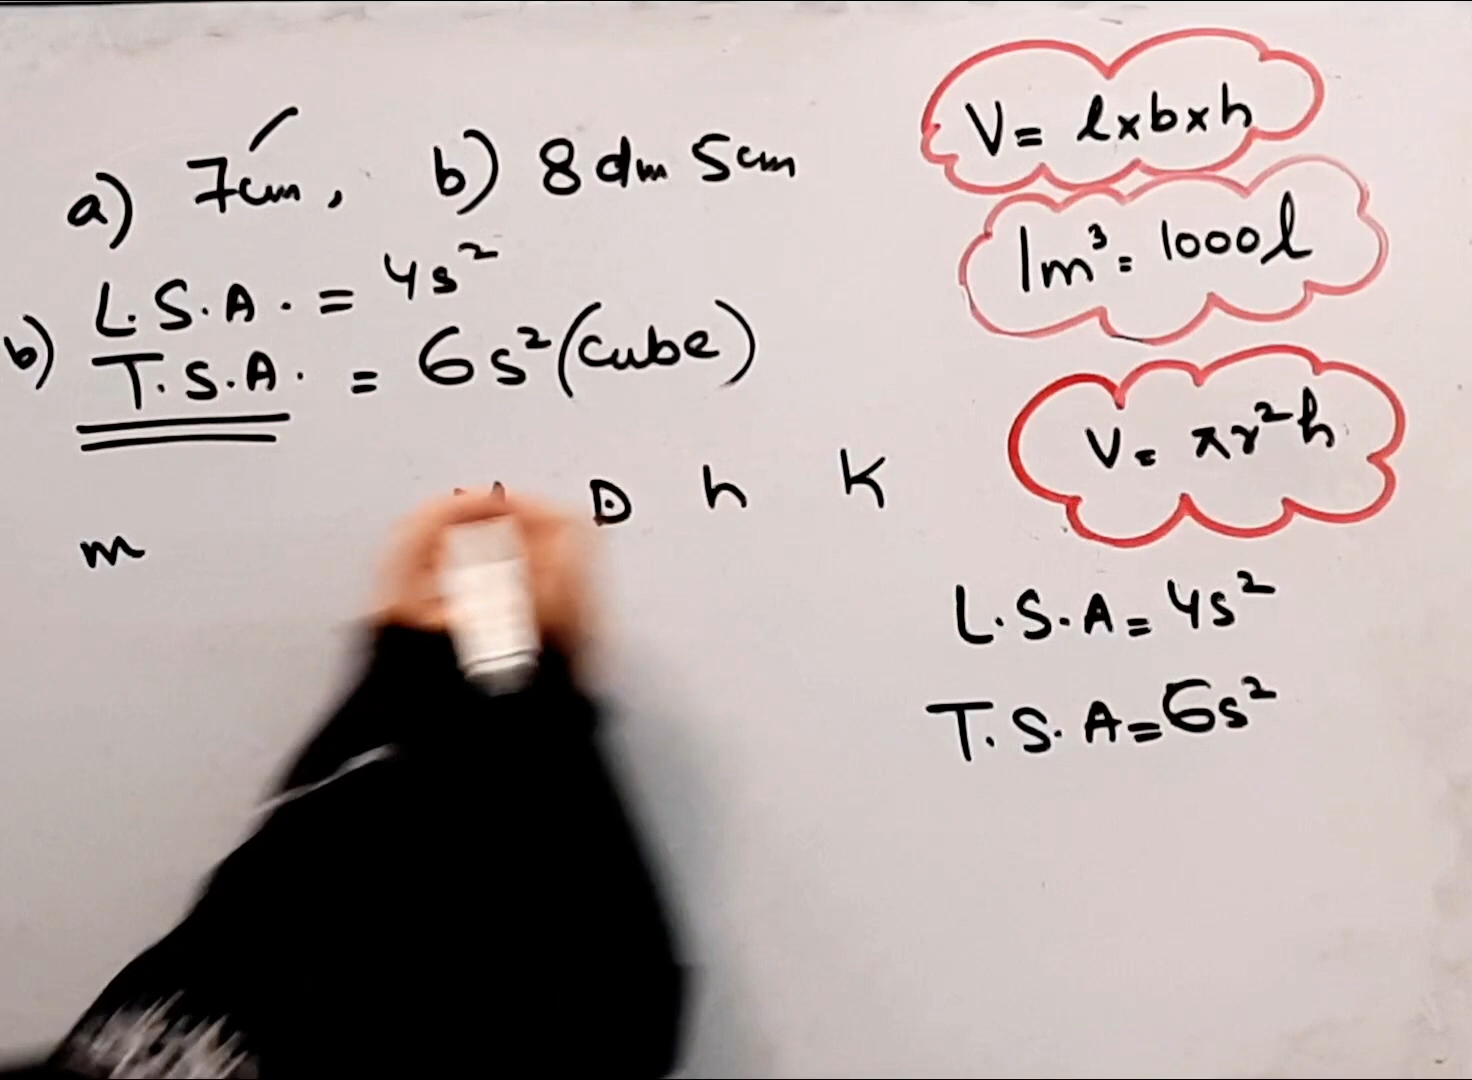 a) 7cm, b) 8 dm 5cm
L.S.A. = 4s²
b) T.S.A. = 6s² (cube)
m D h K
V = l×b×h
1m³ = 1000l
V = πr²h
L.S.A = 4s²
T.S.A = 6s²